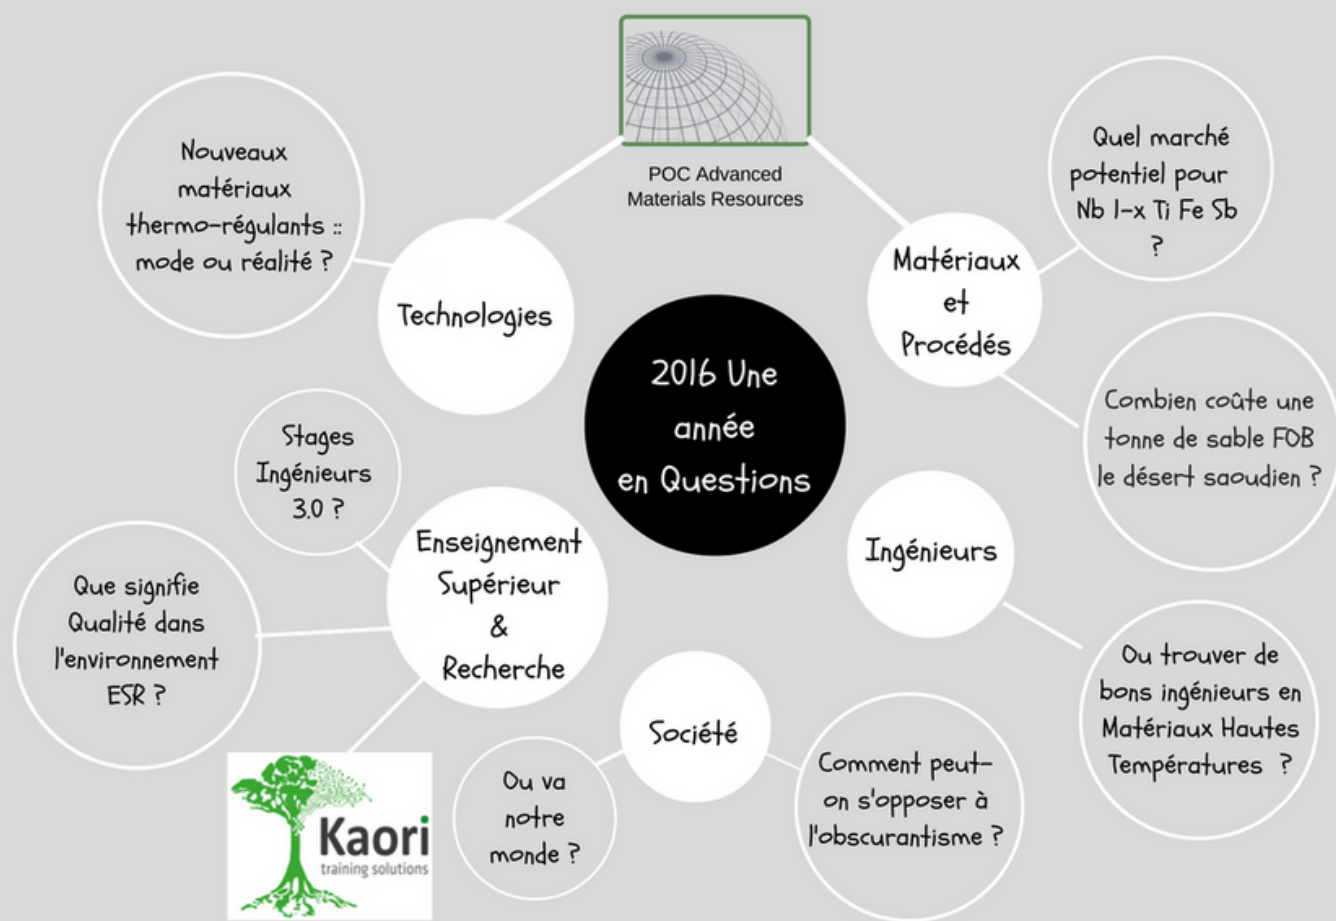 POC Advanced
Materials Resources
Nouveaux
matériaux
thermo-régulants ::
mode ou réalité ?
Technologies
Quel marché
potentiel pour
Nb 1-x Ti Fe Sb
?
Matériaux
et
Procédés
Combien coûte une
tonne de sable FOB
le désert saoudien ?
2016 Une
année
en Questions
Stages
Ingénieurs
3.0 ?
Enseignement
Supérieur
&
Recherche
Que signifie
Qualité dans
l'environnement
ESR ?
Kaori
training solutions
Ingénieurs
Ou trouver de
bons ingénieurs en
Matériaux Hautes
Températures ?
Société
Ou va
notre
monde ?
Comment peut-
on s'opposer à
l'obscurantisme ?